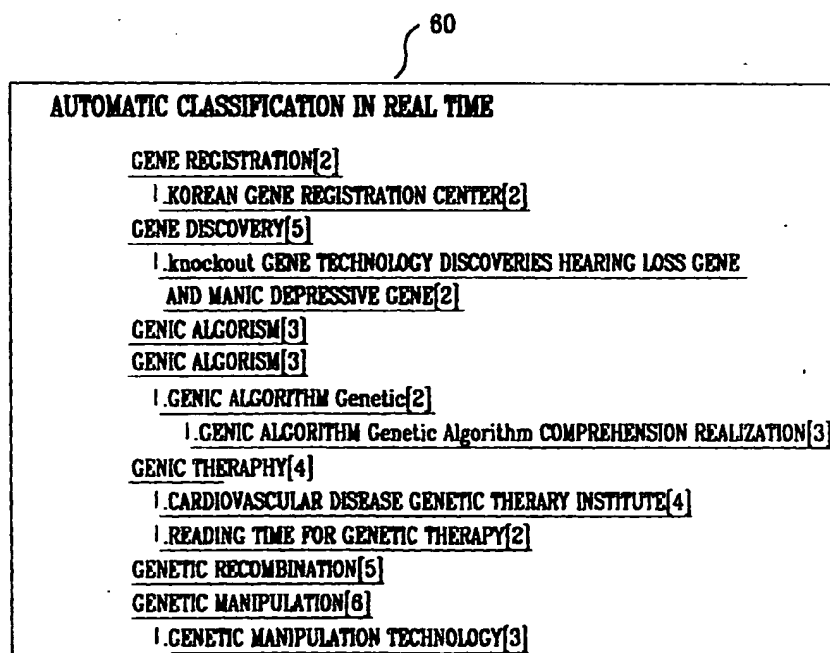 60
AUTOMATIC CLASSIFICATION IN REAL TIME
GENE REGISTRATION[2]
KOREAN GENE REGISTRATION CENTER[2]
GENE DISCOVERY[5]
knockout GENE TECHNOLOGY DISCOVERIES HEARING LOSS GENE
AND MANIC DEPRESSIVE GENE[2]
GENIC ALGORISM[3]
GENIC ALGORISM[3]
GENIC ALGORITHM Genetic[2]
GENIC ALGORITHM Genetic Algorithm COMPREHENSION REALIZATION[3]
GENIC THERAPHY[4]
CARDIOVASCULAR DISEASE GENETIC THERARY INSTITUTE[4]
READING TIME FOR GENETIC THERAPY[2]
GENETIC RECOMBINATION[5]
GENETIC MANIPULATION[6]
GENETIC MANIPULATION TECHNOLOGY[3]